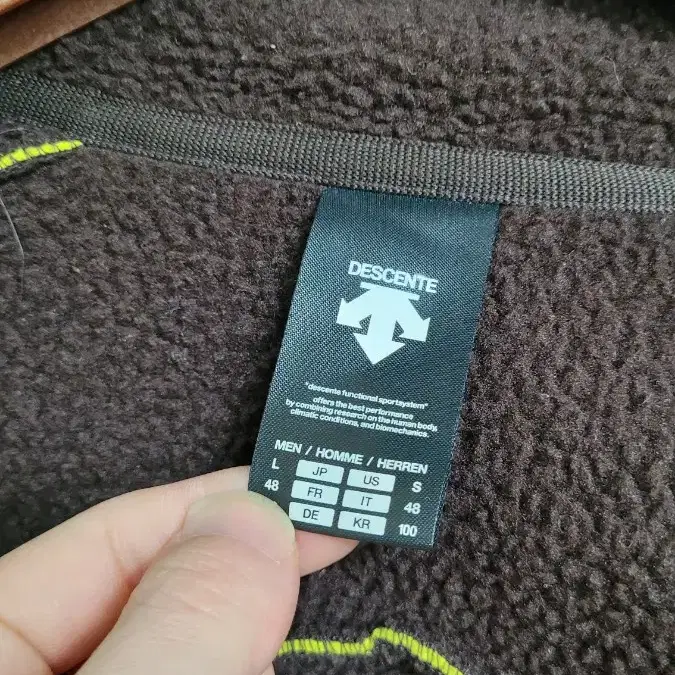 DESCENTE
"descente functional sportsystem"
offers the best performance
by combining research on the human body,
climatic conditions, and biomechanics.
MEN / HOMME / HERREN
L JP US S
48 FR IT 48
DE KR 100